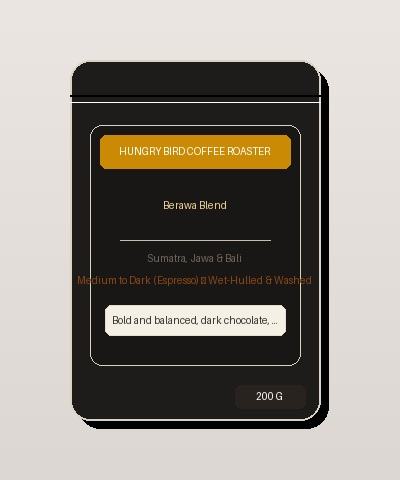 HUNGRY BIRD COFFEE ROASTER
Berawa Blend
Sumatra, Jawa & Bali
Medium to Dark (Espresso) ▯ Wet-Hulled & Washed
Bold and balanced, dark chocolate, ...
200 G